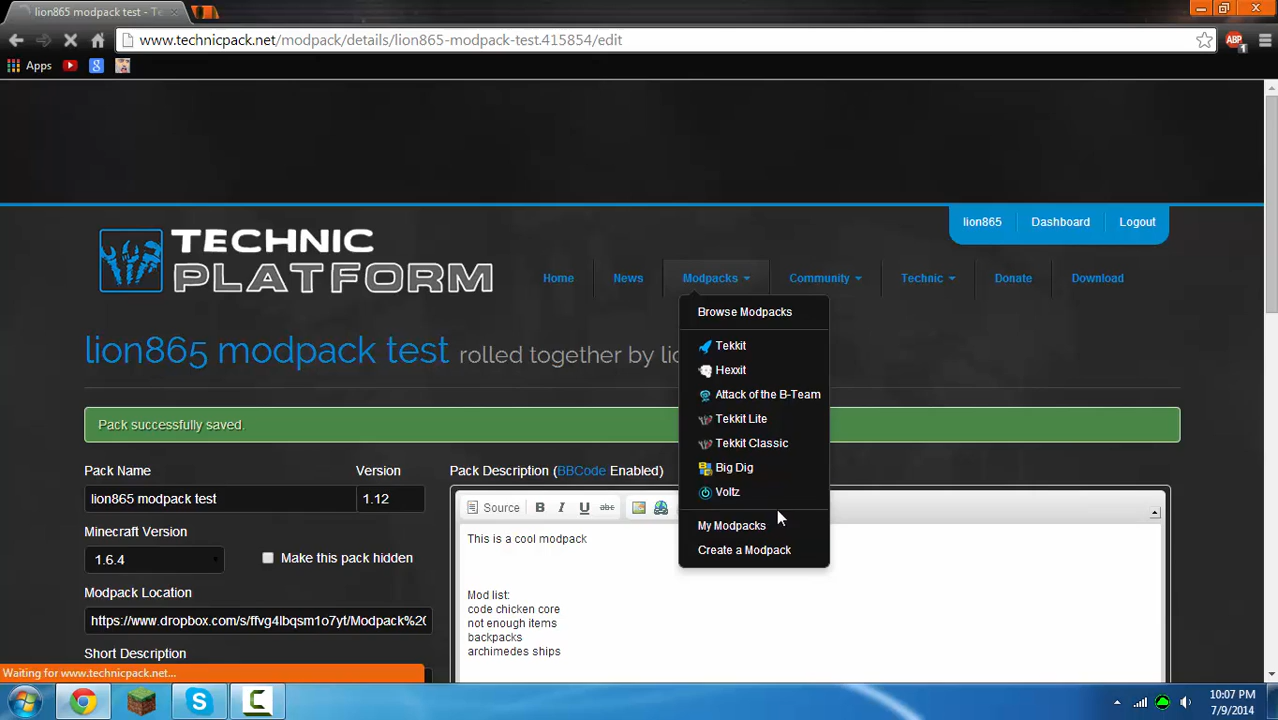 lion865 modpack test - Te
www.technicpack.net/modpack/details/lion865-modpack-test.415854/edit
ABP
1
Apps
lion865
Dashboard
Logout
TECHNIC
PLATFORM
Home
News
Modpacks
Community
Technic
Donate
Download
Browse Modpacks
Tekkit
Hexxit
Attack of the B-Team
Tekkit Lite
Tekkit Classic
Big Dig
Voltz
My Modpacks
Create a Modpack
lion865 modpack test rolled together by li
Pack successfully saved.
Pack Name
Version
lion865 modpack test
1.12
Minecraft Version
1.6.4
Make this pack hidden
Modpack Location
https://www.dropbox.com/s/ffvg4lbqsm1o7yt/Modpack%2
Short Description
Pack Description (BBCode Enabled)
Source
B
I
U
abc
This is a cool modpack
Mod list:
code chicken core
not enough items
backpacks
archimedes ships
Waiting for www.technicpack.net...
10:07 PM
7/9/2014